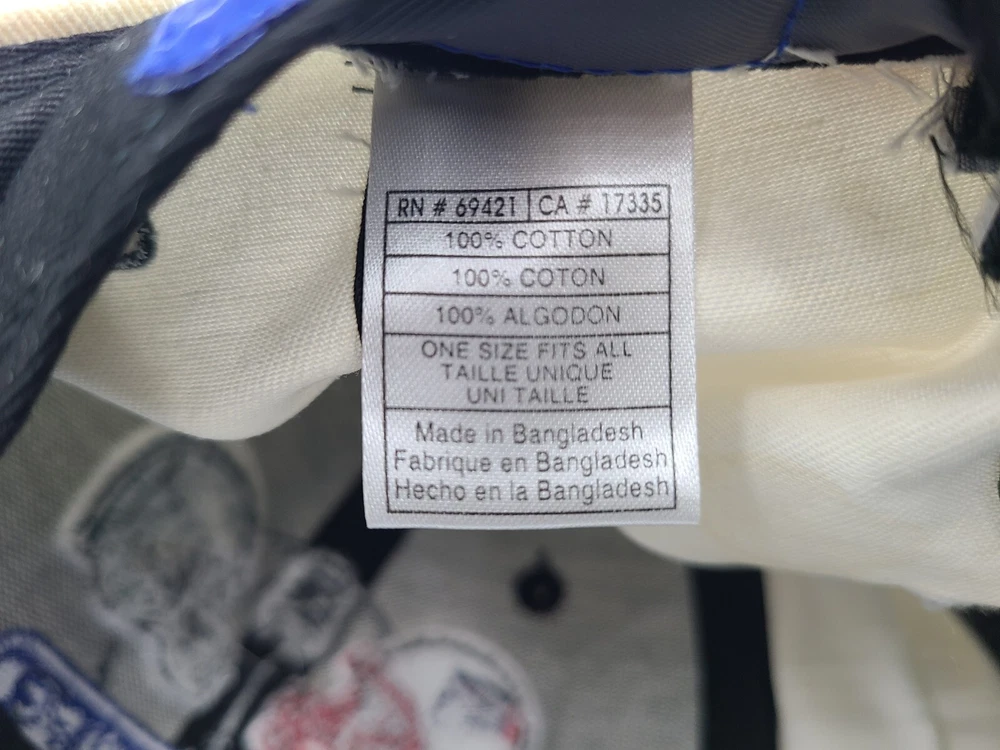 RN # 69421 CA # 17335
100% COTTON
100% COTON
100% ALGODON
ONE SIZE FITS ALL
TAILLE UNIQUE
UNI TAILLE
Made in Bangladesh
Fabrique en Bangladesh
Hecho en la Bangladesh